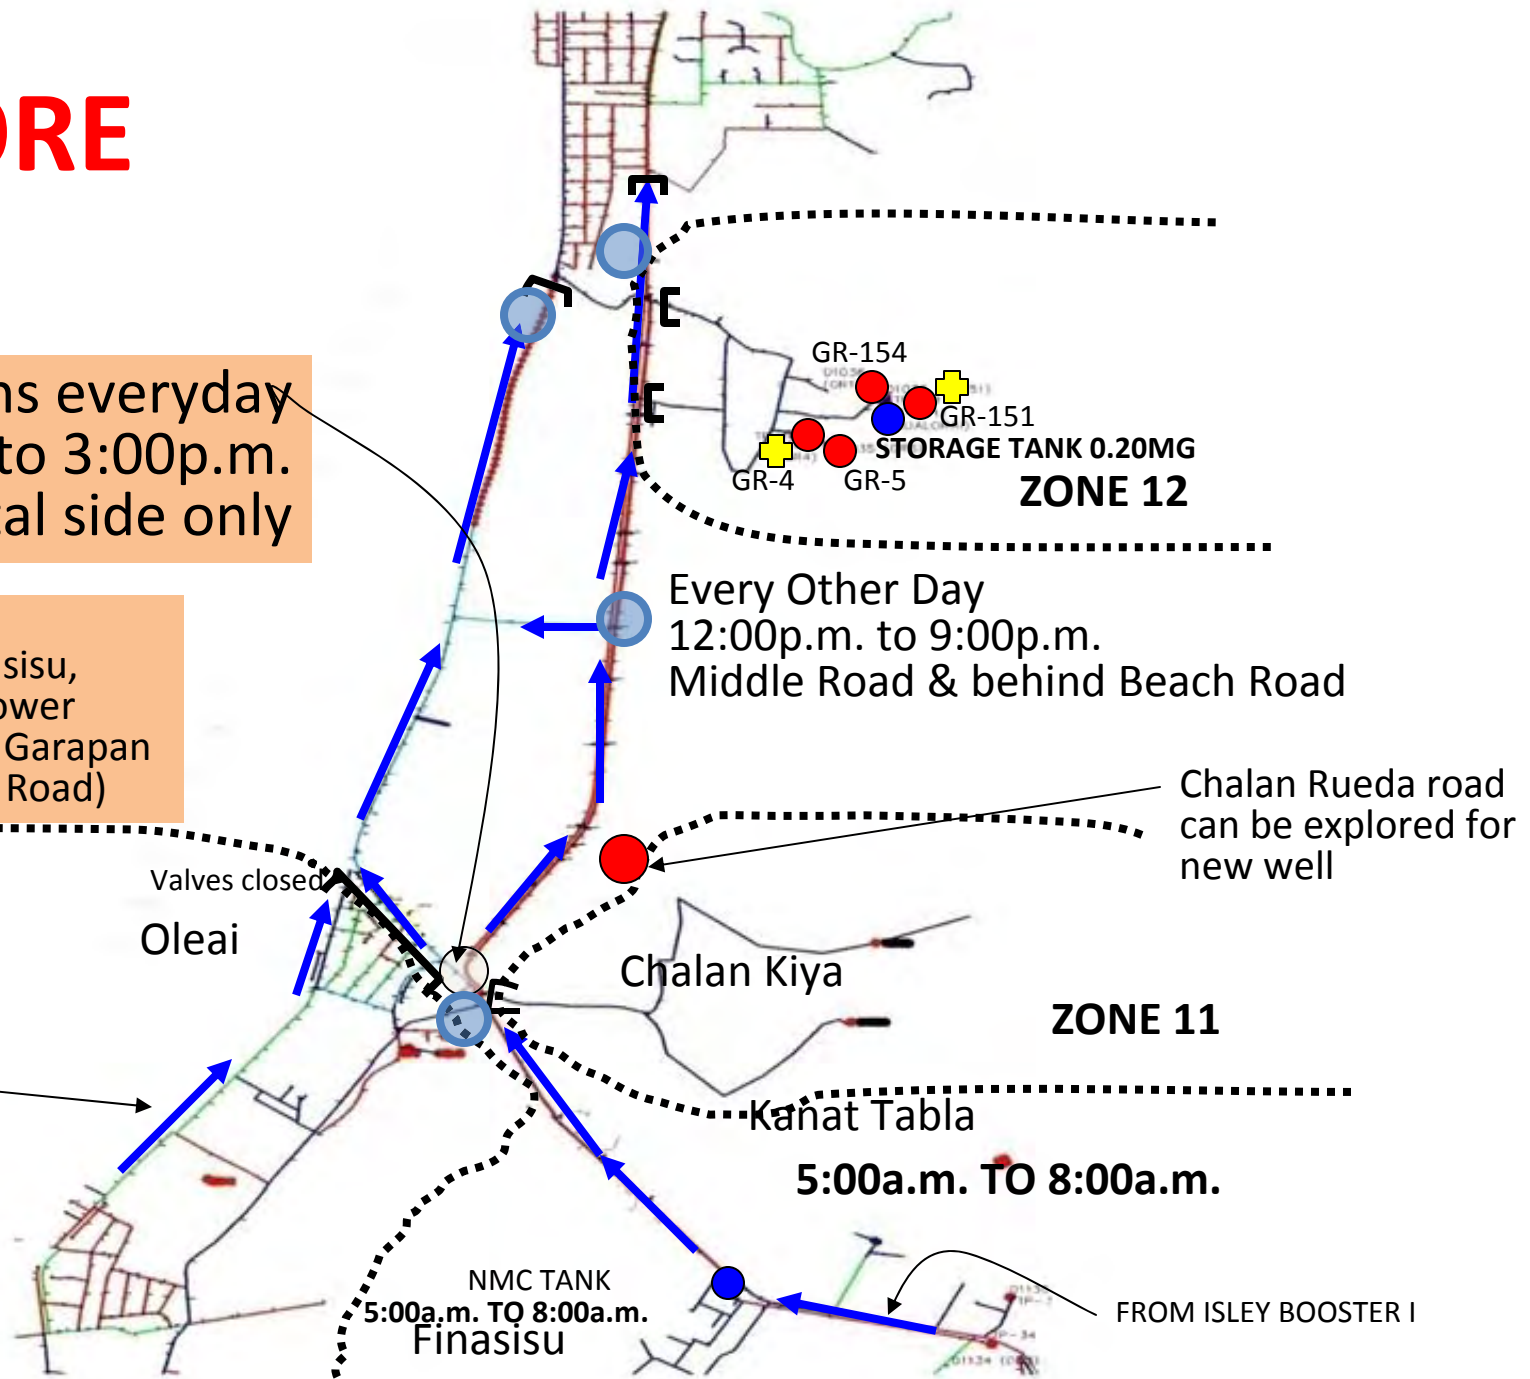 ORE
ns everyday
to 3:00p.m.
tal side only
sisu,
ower
Garapan
Road)
GR-154
GR-151
STORAGE TANK 0.20MG
GR-4
GR-5
ZONE 12
Every Other Day
12:00p.m. to 9:00p.m.
Middle Road & behind Beach Road
Chalan Rueda road
can be explored for
new well
Valves closed
Oleai
Chalan Kiya
ZONE 11
Kanat Tabla
5:00a.m. TO 8:00a.m.
NMC TANK
5:00a.m. TO 8:00a.m.
Finasisu
FROM ISLEY BOOSTER I